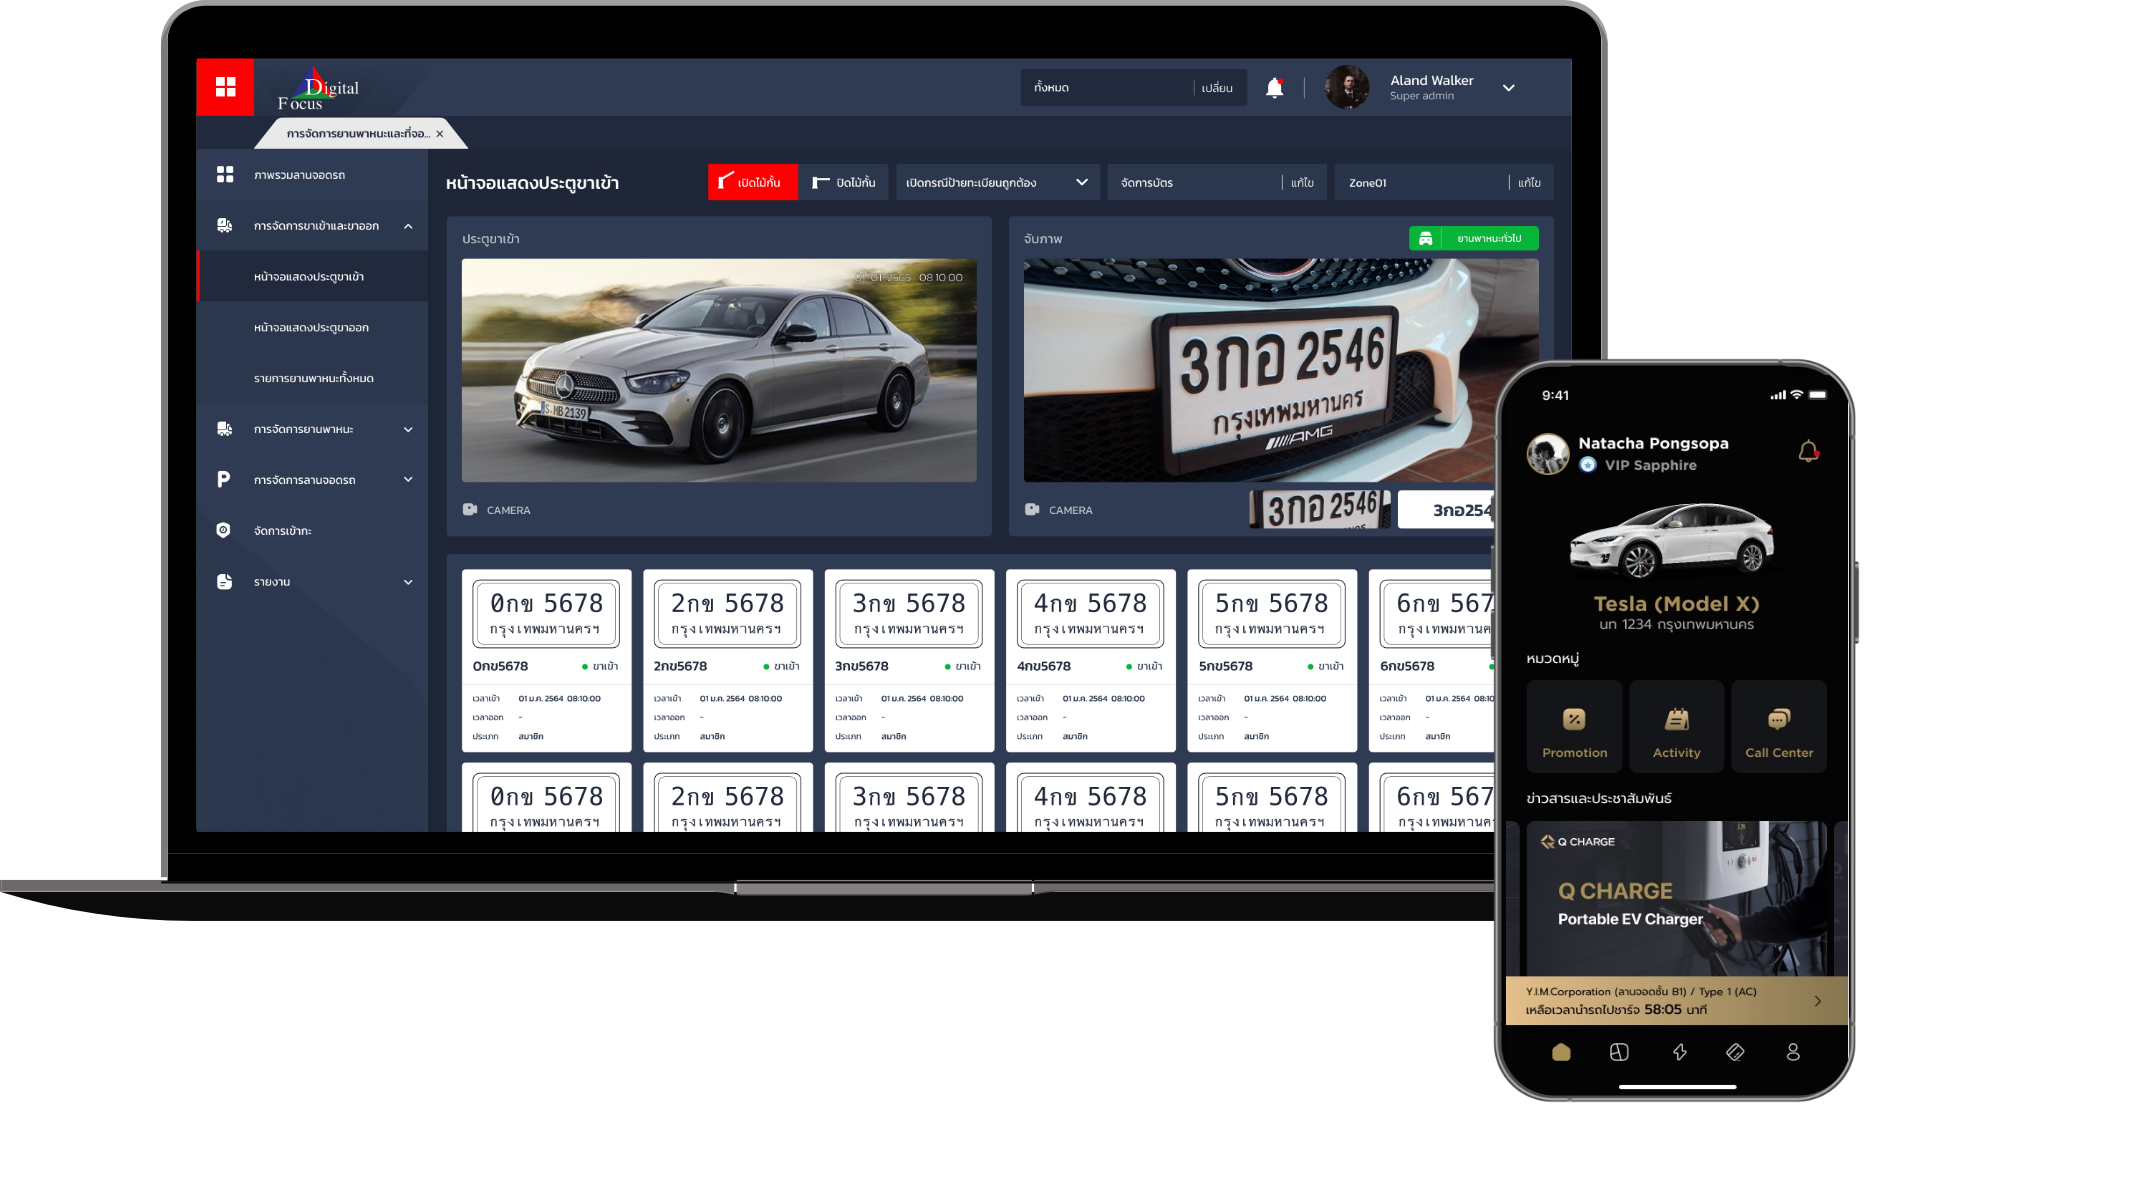 Digital
Focus
ทั้งหมด
เปลี่ยน
Aland Walker
Super admin
การจัดการยานพาหนะและที่จอ... ×
ภาพรวมลานจอดรถ
การจัดการขาเข้าและขาออก
หน้าจอแสดงประตูขาเข้า
หน้าจอแสดงประตูขาออก
รายการยานพาหนะทั้งหมด
การจัดการยานพาหนะ
การจัดการลานจอดรถ
จัดการเข้ากะ
รายงาน
หน้าจอแสดงประตูขาเข้า
เปิดไม้กั้น
ปิดไม้กั้น
เปิดกรณีป้ายทะเบียนถูกต้อง
จัดการบัตร
แก้ไข
Zone01
แก้ไข
ประตูขาเข้า
01 01 2565 08:10:00
S·MB 2139
CAMERA
จับภาพ
ยานพาหนะทั่วไป
3กอ 2546
กรุงเทพมหานคร
AMG
CAMERA
3กอ 2546
3กอ254
0กข 5678
กรุงเทพมหานครฯ
0กข5678
ขาเข้า
เวลาเข้า 01 ม.ค. 2564 08:10:00
เวลาออก -
ประเภท สมาชิก
2กข 5678
กรุงเทพมหานครฯ
2กข5678
ขาเข้า
เวลาเข้า 01 ม.ค. 2564 08:10:00
เวลาออก -
ประเภท สมาชิก
3กข 5678
กรุงเทพมหานครฯ
3กข5678
ขาเข้า
เวลาเข้า 01 ม.ค. 2564 08:10:00
เวลาออก -
ประเภท สมาชิก
4กข 5678
กรุงเทพมหานครฯ
4กข5678
ขาเข้า
เวลาเข้า 01 ม.ค. 2564 08:10:00
เวลาออก -
ประเภท สมาชิก
5กข 5678
กรุงเทพมหานครฯ
5กข5678
ขาเข้า
เวลาเข้า 01 ม.ค. 2564 08:10:00
เวลาออก -
ประเภท สมาชิก
6กข 567
กรุงเทพมหานคร
6กข5678
เวลาเข้า 01 ม.ค. 2564 08:10
เวลาออก -
ประเภท สมาชิก
0กข 5678
กรุงเทพมหานครฯ
2กข 5678
กรุงเทพมหานครฯ
3กข 5678
กรุงเทพมหานครฯ
4กข 5678
กรุงเทพมหานครฯ
5กข 5678
กรุงเทพมหานครฯ
6กข 567
กรุงเทพมหานคร
9:41
Natacha Pongsopa
VIP Sapphire
Tesla (Model X)
นท 1234 กรุงเทพมหานคร
หมวดหมู่
Promotion
Activity
Call Center
ข่าวสารและประชาสัมพันธ์
Q CHARGE
Q CHARGE
Portable EV Charger
Y.I.M.Corporation (ลานจอดชั้น B1) / Type 1 (AC)
เหลือเวลานำรถไปชาร์จ 58:05 นาที